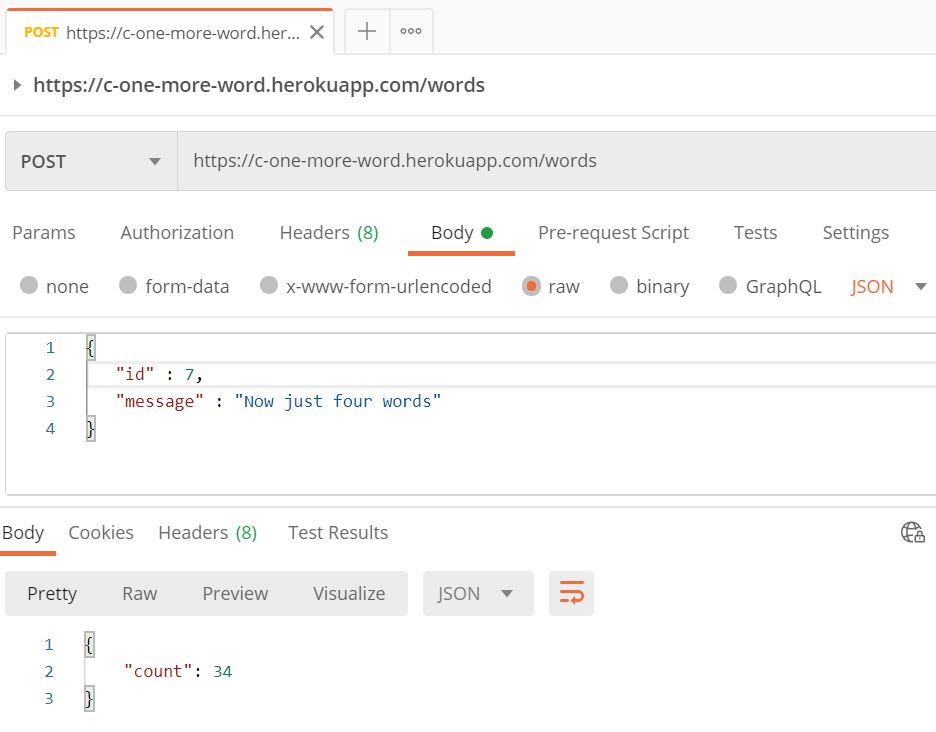 POST https://c-one-more-word.her...
https://c-one-more-word.herokuapp.com/words
POST https://c-one-more-word.herokuapp.com/words
Params Authorization Headers (8) Body Pre-request Script Tests Settings
none form-data x-www-form-urlencoded raw binary GraphQL JSON
1 {
2 "id" : 7,
3 "message" : "Now just four words"
4 }
Body Cookies Headers (8) Test Results
Pretty Raw Preview Visualize JSON
1 {
2 "count": 34
3 }